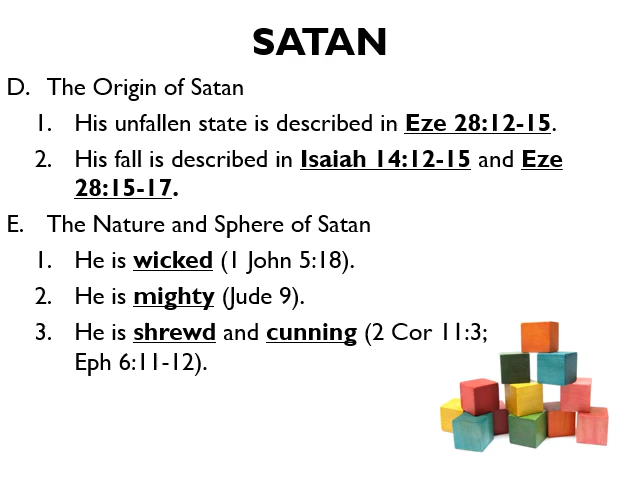 SATAN
D. The Origin of Satan
1. His unfallen state is described in Eze 28:12-15.
2. His fall is described in Isaiah 14:12-15 and Eze
28:15-17.
E. The Nature and Sphere of Satan
1. He is wicked (1 John 5:18).
2. He is mighty (Jude 9).
3. He is shrewd and cunning (2 Cor 11:3;
Eph 6:11-12).